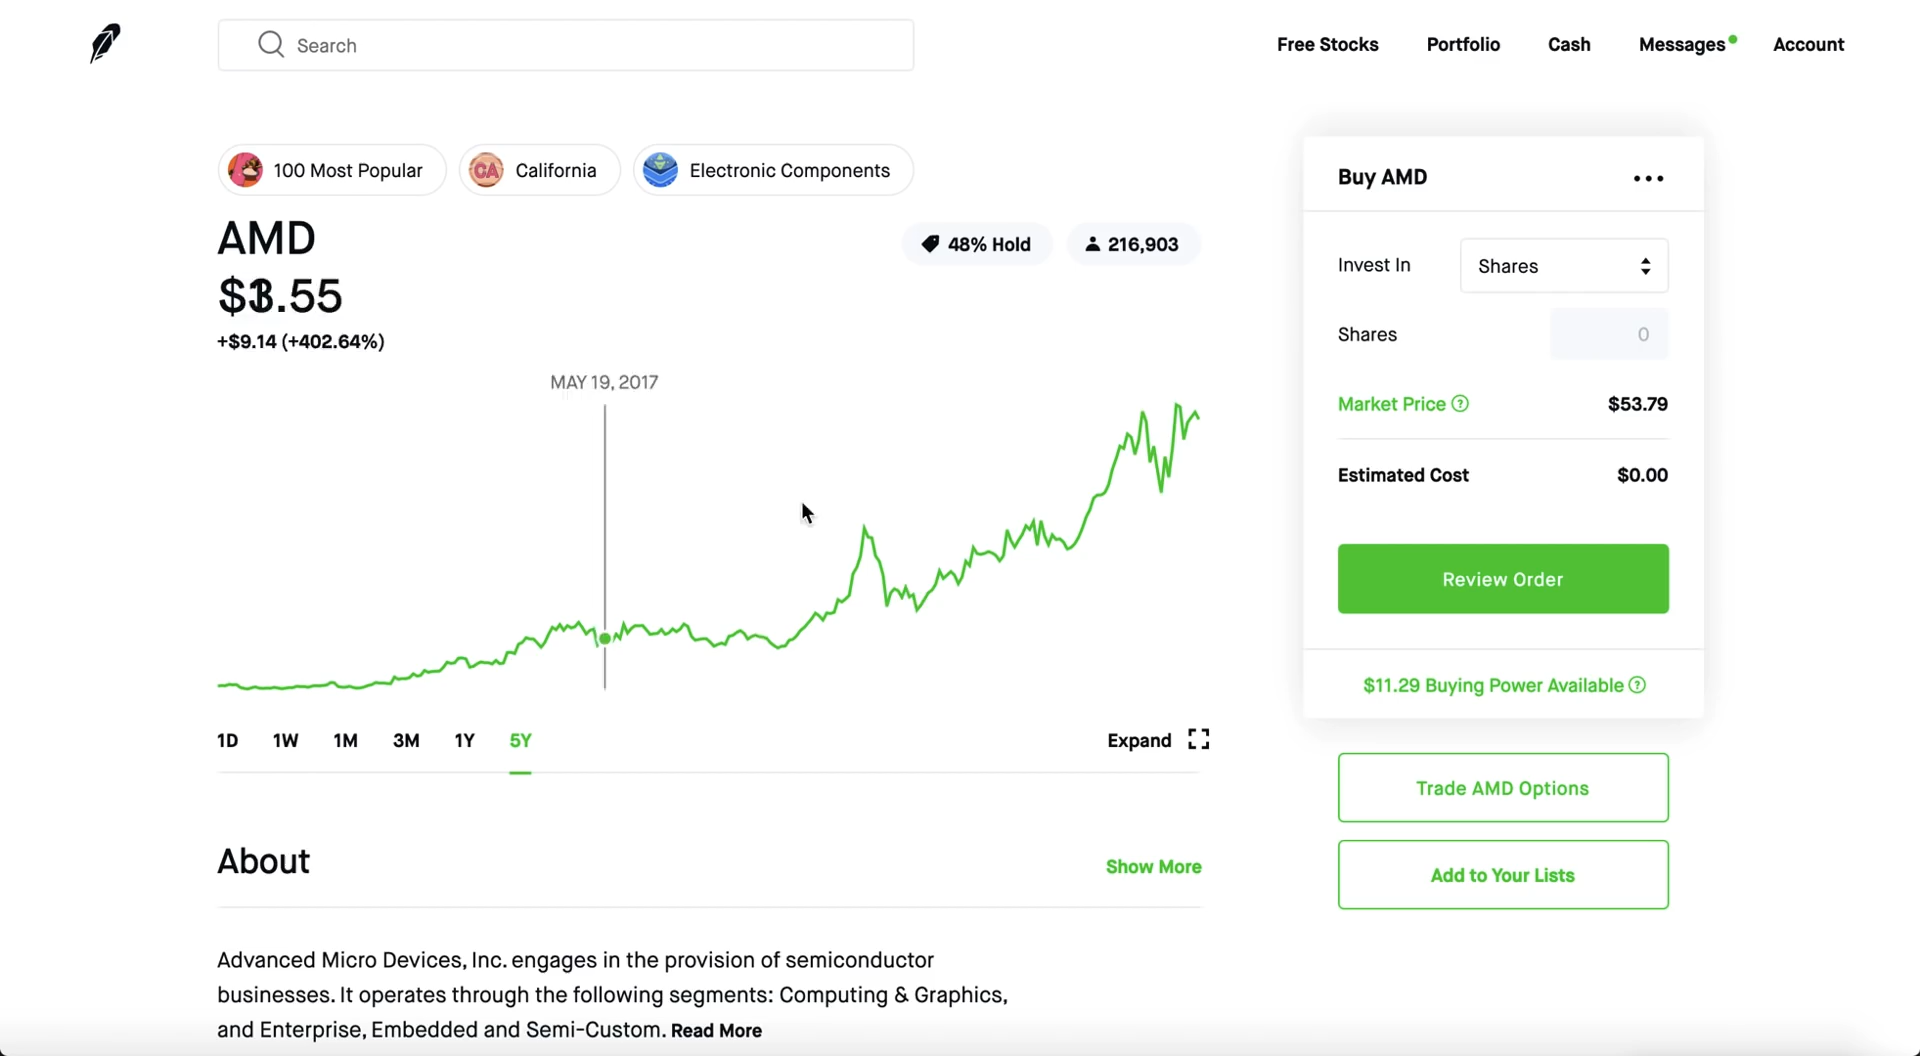 Search
Free Stocks
Portfolio
Cash
Messages
Account
100 Most Popular
California
Electronic Components
AMD
48% Hold
216,903
+$9.14 (+402.64%)
MAY 19, 2017
1D 1W 1M 3M 1Y 5Y
Expand
About
Show More
Advanced Micro Devices, Inc. engages in the provision of semiconductor
businesses. It operates through the following segments: Computing & Graphics,
and Enterprise, Embedded and Semi-Custom. Read More
Buy AMD
Invest In Shares
Shares 0
Market Price $53.79
Estimated Cost $0.00
Review Order
$11.29 Buying Power Available
Trade AMD Options
Add to Your Lists